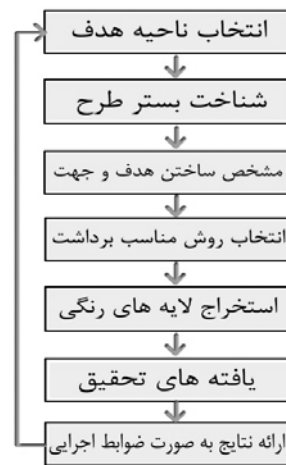 انتخاب ناحیه هدف
شناخت بستر طرح
مشخص ساختن هدف و جهت
انتخاب روش مناسب برداشت
استخراج لایه های رنگی
یافته های تحقیق
ارائه نتایج به صورت ضوابط اجرایی